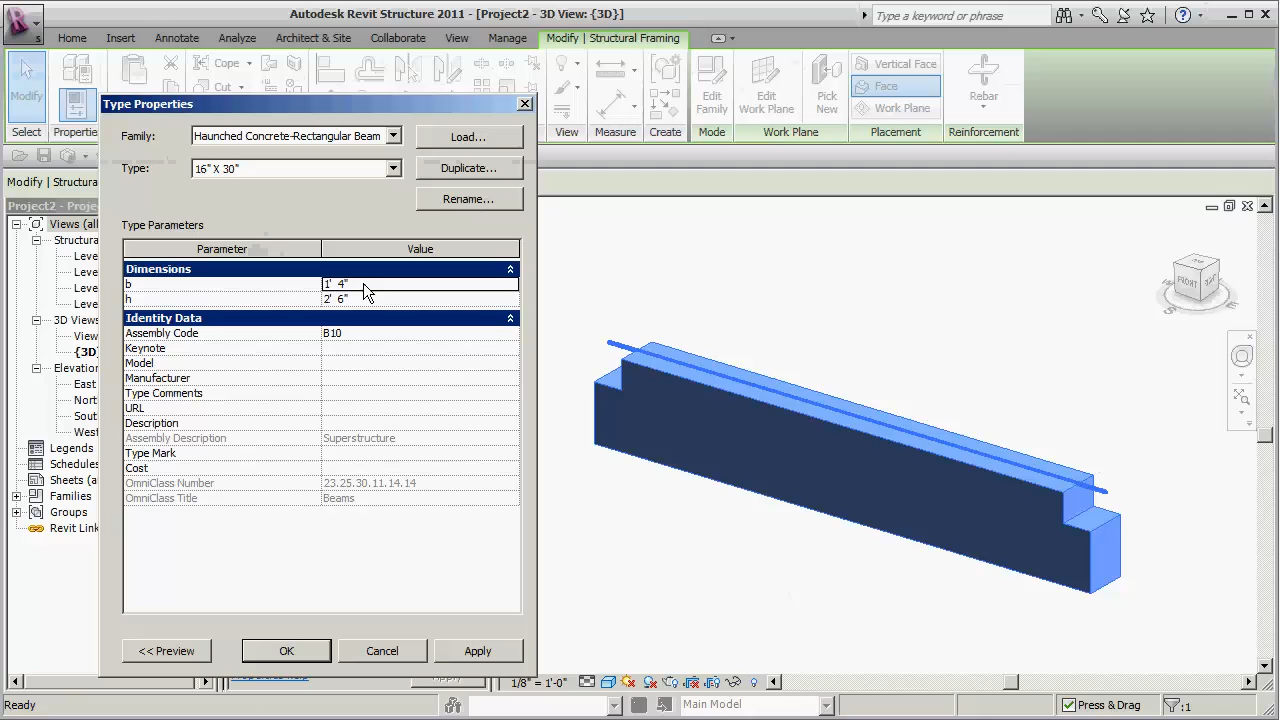 Autodesk Revit Structure 2011 - [Project2 - 3D View: {3D}]
Type a keyword or phrase
Home Insert Annotate Analyze Architect & Site Collaborate View Manage Modify | Structural Framing
Modify
Cope
Cut
Edit Family
Edit Work Plane
Pick New
Vertical Face
Face
Work Plane
Rebar
Select Properties View Measure Create Mode Work Plane Placement Reinforcement
Modify | Structura
Project2 - Proje
Views (all
Structura
Leve
Leve
Leve
Leve
3D Views
View
{3D}
Elevation
East
Nort
Sout
West
Legends
Schedules
Sheets (a
Families
Groups
Revit Link
Type Properties
Family: Haunched Concrete-Rectangular Beam Load...
Type: 16" X 30" Duplicate...
Rename...
Type Parameters
Parameter Value
Dimensions
b 1' 4"
h 2' 6"
Identity Data
Assembly Code B10
Keynote
Model
Manufacturer
Type Comments
URL
Description
Assembly Description Superstructure
Type Mark
Cost
OmniClass Number 23.25.30.11.14.14
OmniClass Title Beams
<< Preview OK Cancel Apply
FRONT
1/8" = 1'-0"
Ready
Main Model
Press & Drag
:1